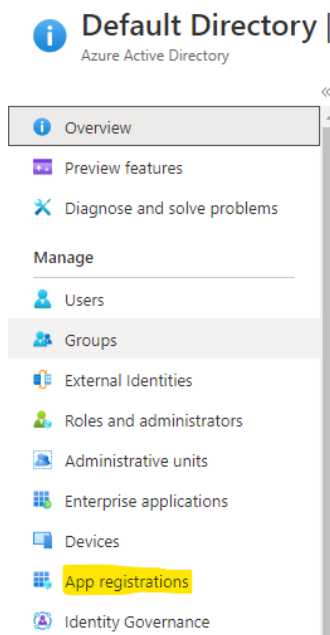 Default Directory |
Azure Active Directory
«
Overview
Preview features
Diagnose and solve problems
Manage
Users
Groups
External Identities
Roles and administrators
Administrative units
Enterprise applications
Devices
App registrations
Identity Governance